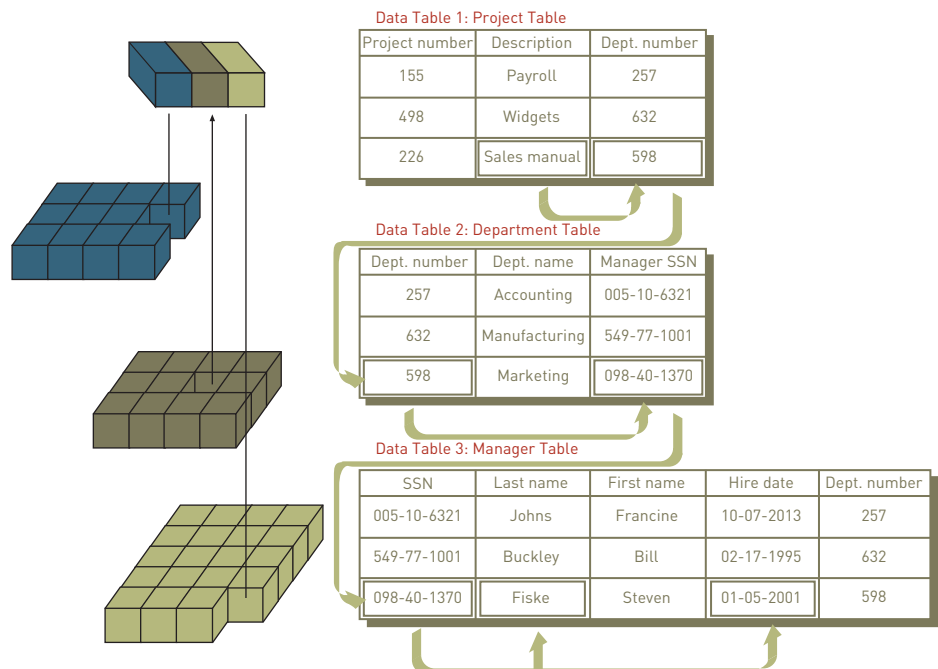 Data Table 1: Project Table
Project number Description Dept. number
155 Payroll 257
498 Widgets 632
226 Sales manual 598
Data Table 2: Department Table
Dept. number Dept. name Manager SSN
257 Accounting 005-10-6321
632 Manufacturing 549-77-1001
598 Marketing 098-40-1370
Data Table 3: Manager Table
SSN Last name First name Hire date Dept. number
005-10-6321 Johns Francine 10-07-2013 257
549-77-1001 Buckley Bill 02-17-1995 632
098-40-1370 Fiske Steven 01-05-2001 598